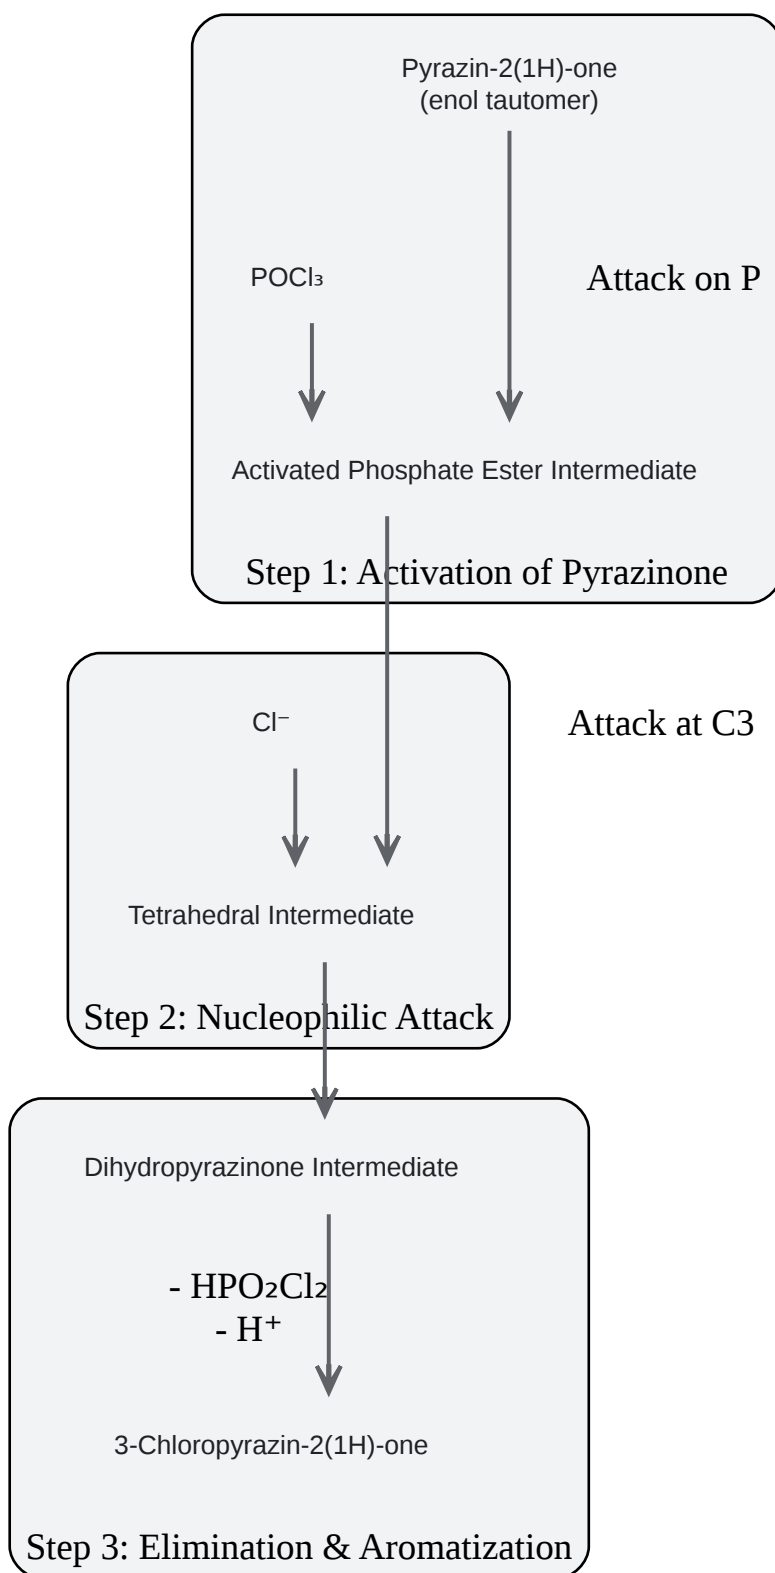 Pyrazin-2(1H)-one
(enol tautomer)
POCl₃
Attack on P
Activated Phosphate Ester Intermediate
Step 1: Activation of Pyrazinone
Cl⁻
Attack at C3
Tetrahedral Intermediate
Step 2: Nucleophilic Attack
Dihydropyrazinone Intermediate
- HPO₂Cl₂
- H⁺
3-Chloropyrazin-2(1H)-one
Step 3: Elimination & Aromatization